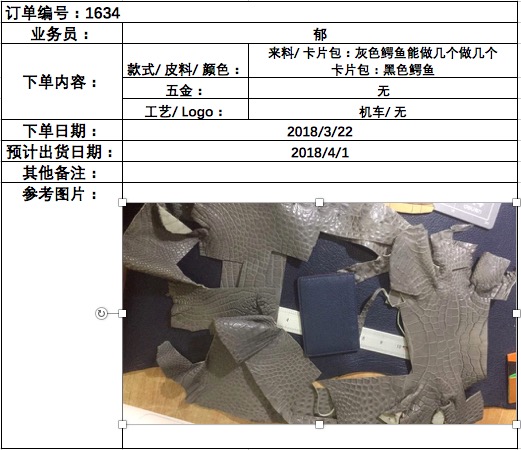 订单编号：1634
业务员： 郁
下单内容： 款式/ 皮料/ 颜色： 来料/ 卡片包：灰色鳄鱼能做几个做几个
卡片包：黑色鳄鱼
五金： 无
工艺/ Logo： 机车/ 无
下单日期： 2018/3/22
预计出货日期： 2018/4/1
其他备注：
参考图片：